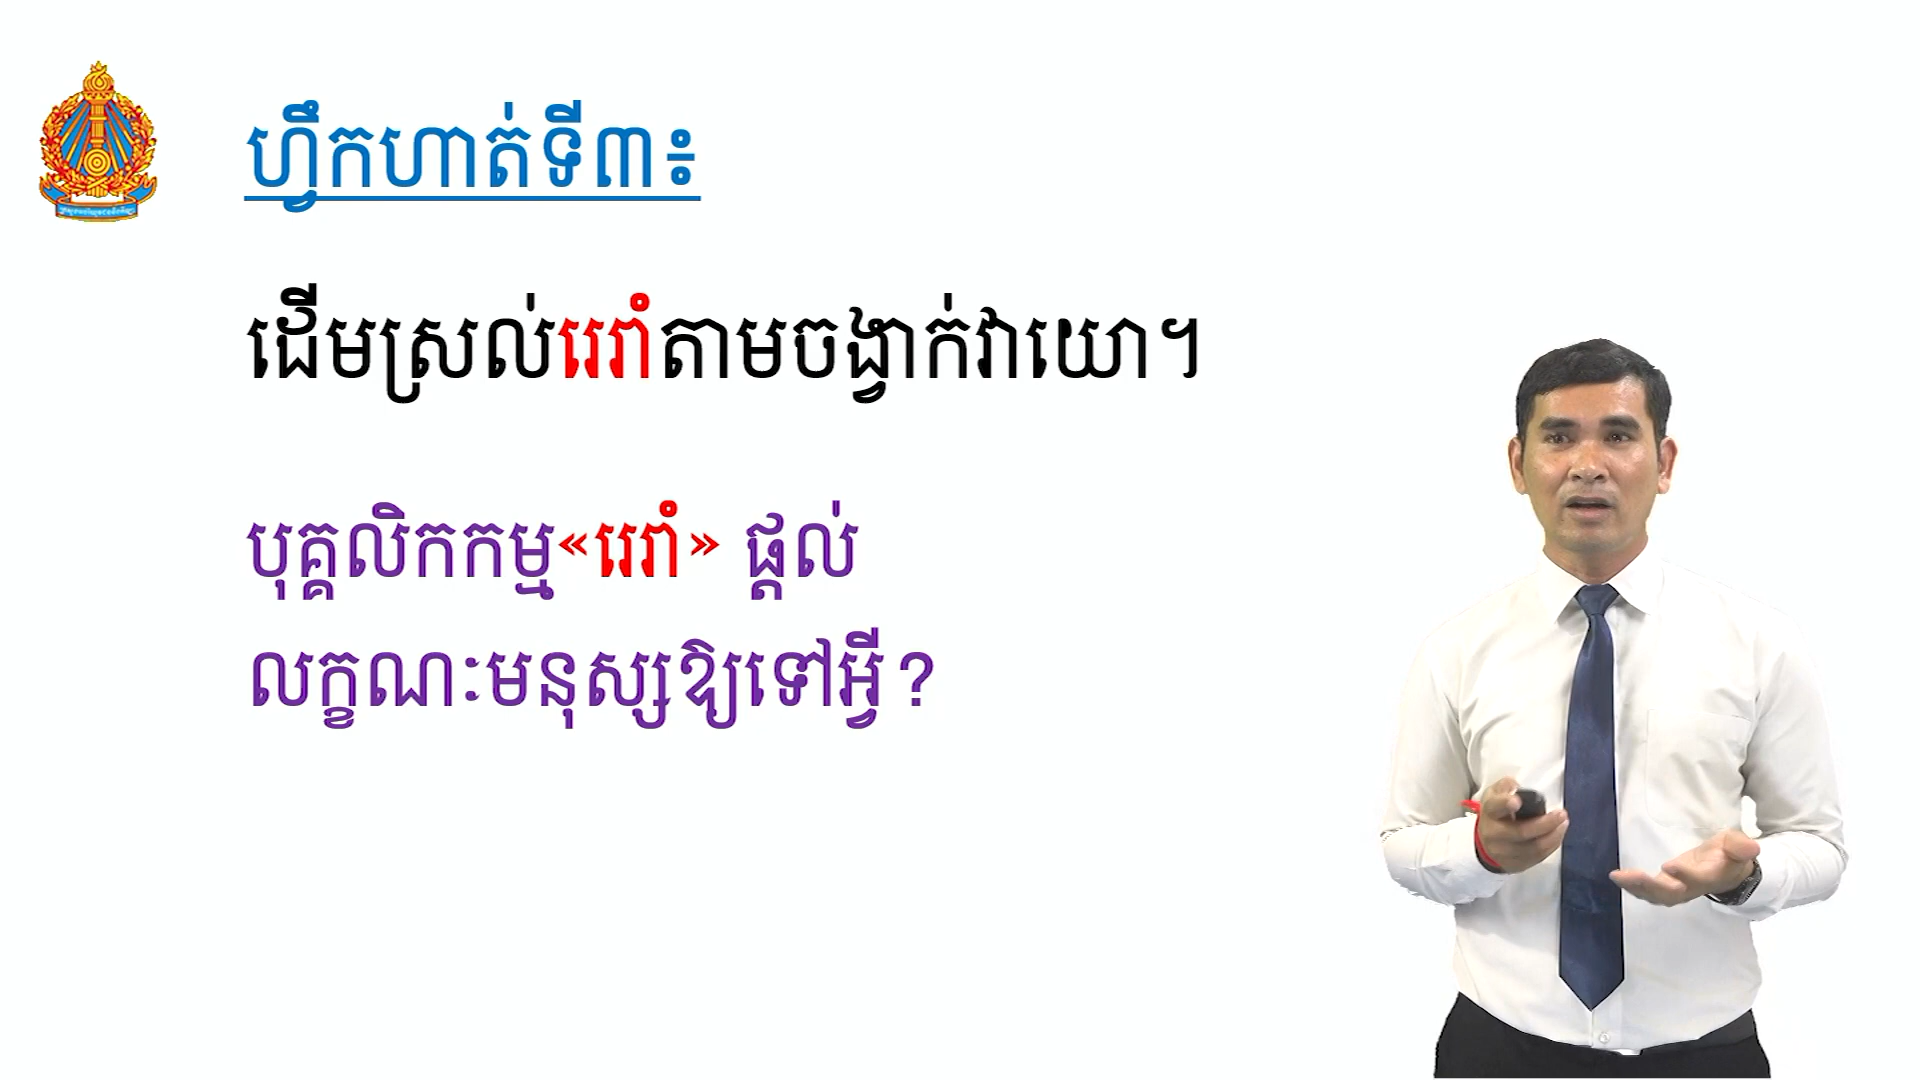 ហ្វឹកហាត់ទី៣៖
ដើមស្រល់រេរាំតាមចង្វាក់វាយោ។
បុគ្គលិកកម្ម«រេរាំ» ផ្ដល់
លក្ខណៈមនុស្សឱ្យទៅអ្វី?